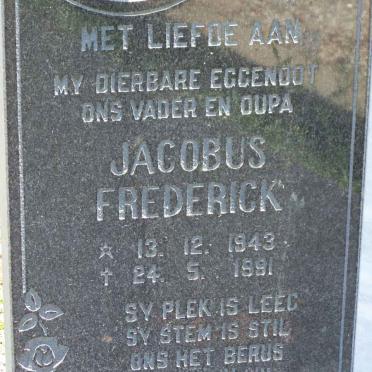 MET LIEFDE AAN
MY DIERBARE EGGENOOT
ONS VADER EN OUPA
JACOBUS
FREDERICK
☆ 13. 12. 1943
† 24. 5. 1991
SY PLEK IS LEEG
SY STEM IS STIL
ONS HET BERUS